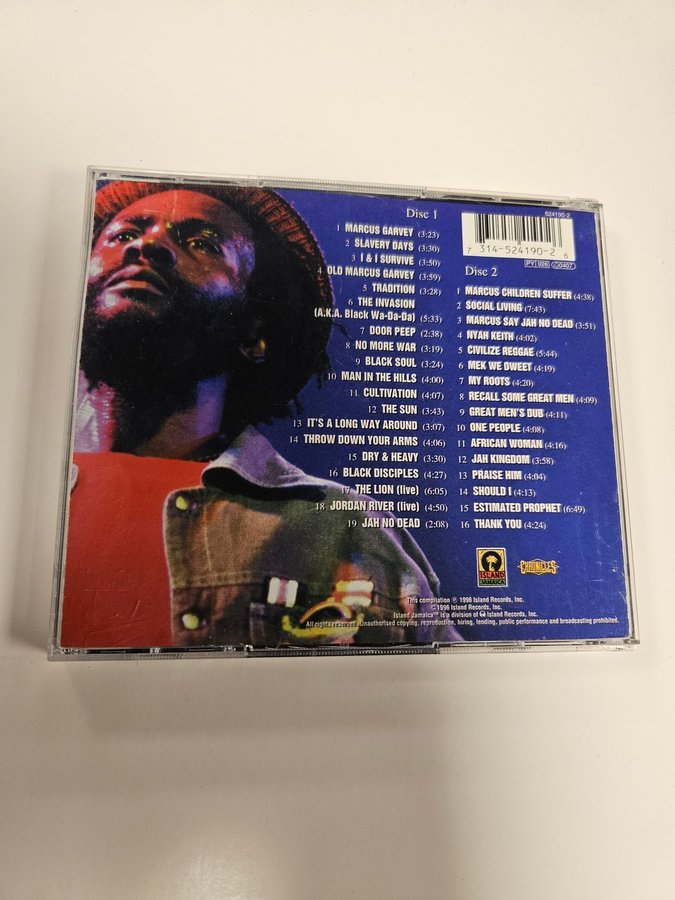 Disc 1
1 MARCUS GARVEY (3:23)
2 SLAVERY DAYS (3:30)
3 I & I SURVIVE (3:50)
4 OLD MARCUS GARVEY (3:59)
5 TRADITION (3:28)
6 THE INVASION
(A.K.A. Black Wa-Da-Da) (5:33)
7 DOOR PEEP (2:38)
8 NO MORE WAR (3:19)
9 BLACK SOUL (3:24)
10 MAN IN THE HILLS (4:00)
11 CULTIVATION (4:07)
12 THE SUN (3:43)
13 IT'S A LONG WAY AROUND (3:07)
14 THROW DOWN YOUR ARMS (4:06)
15 DRY & HEAVY (3:30)
16 BLACK DISCIPLES (4:27)
17 THE LION (live) (6:05)
18 JORDAN RIVER (live) (4:50)
19 JAH NO DEAD (2:08)
524190-2
7 314-524190-2 6
PY 926 0407
Disc 2
1 MARCUS CHILDREN SUFFER (4:38)
2 SOCIAL LIVING (7:43)
3 MARCUS SAY JAH NO DEAD (3:51)
4 NYAH KEITH (4:02)
5 CIVILIZE REGGAE (5:44)
6 MEK WE DWEET (4:19)
7 MY ROOTS (4:20)
8 RECALL SOME GREAT MEN (4:09)
9 GREAT MEN'S DUB (4:11)
10 ONE PEOPLE (4:08)
11 AFRICAN WOMAN (4:16)
12 JAH KINGDOM (3:58)
13 PRAISE HIM (4:04)
14 SHOULD I (4:13)
15 ESTIMATED PROPHET (6:49)
16 THANK YOU (4:24)
ISLAND
JAMAICA
CHRONICLES
This compilation ℗ 1996 Island Records, Inc.
© 1996 Island Records, Inc.
Island Jamaica™ is a division of Island Records, Inc.
All rights reserved. Unauthorised copying, reproduction, hiring, lending, public performance and broadcasting prohibited.